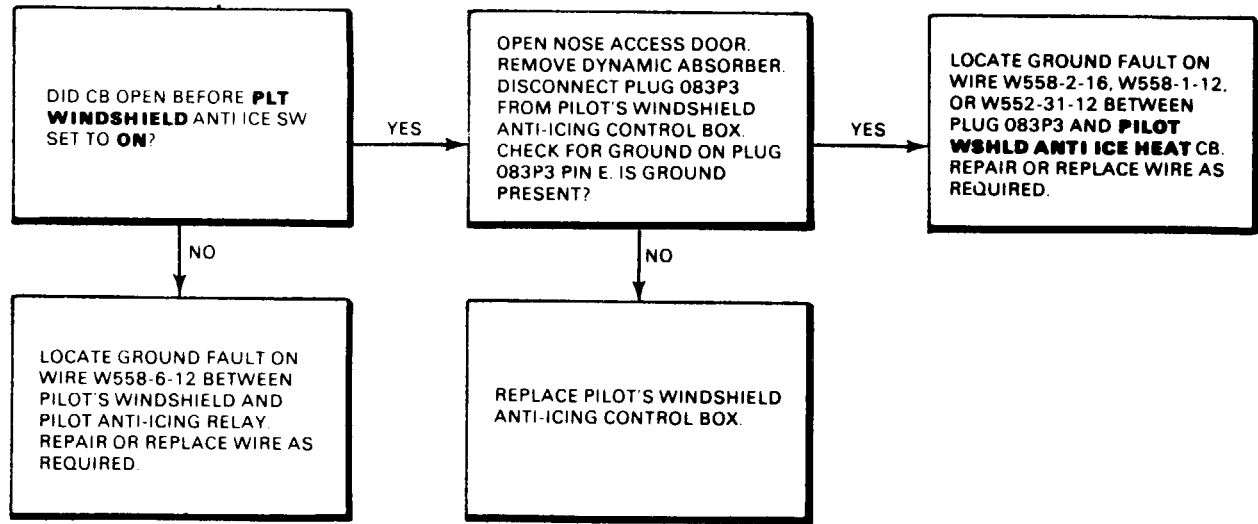 DID CB OPEN BEFORE PLT
WINDSHIELD ANTI ICE SW
SET TO ON?
YES
OPEN NOSE ACCESS DOOR.
REMOVE DYNAMIC ABSORBER.
DISCONNECT PLUG 083P3
FROM PILOT'S WINDSHIELD
ANTI-ICING CONTROL BOX.
CHECK FOR GROUND ON PLUG
083P3 PIN E. IS GROUND
PRESENT?
YES
LOCATE GROUND FAULT ON
WIRE W558-2-16, W558-1-12,
OR W552-31-12 BETWEEN
PLUG 083P3 AND PILOT
WSHLD ANTI ICE HEAT CB.
REPAIR OR REPLACE WIRE AS
REQUIRED.
NO
NO
LOCATE GROUND FAULT ON
WIRE W558-6-12 BETWEEN
PILOT'S WINDSHIELD AND
PILOT ANTI-ICING RELAY.
REPAIR OR REPLACE WIRE AS
REQUIRED.
REPLACE PILOT'S WINDSHIELD
ANTI-ICING CONTROL BOX.